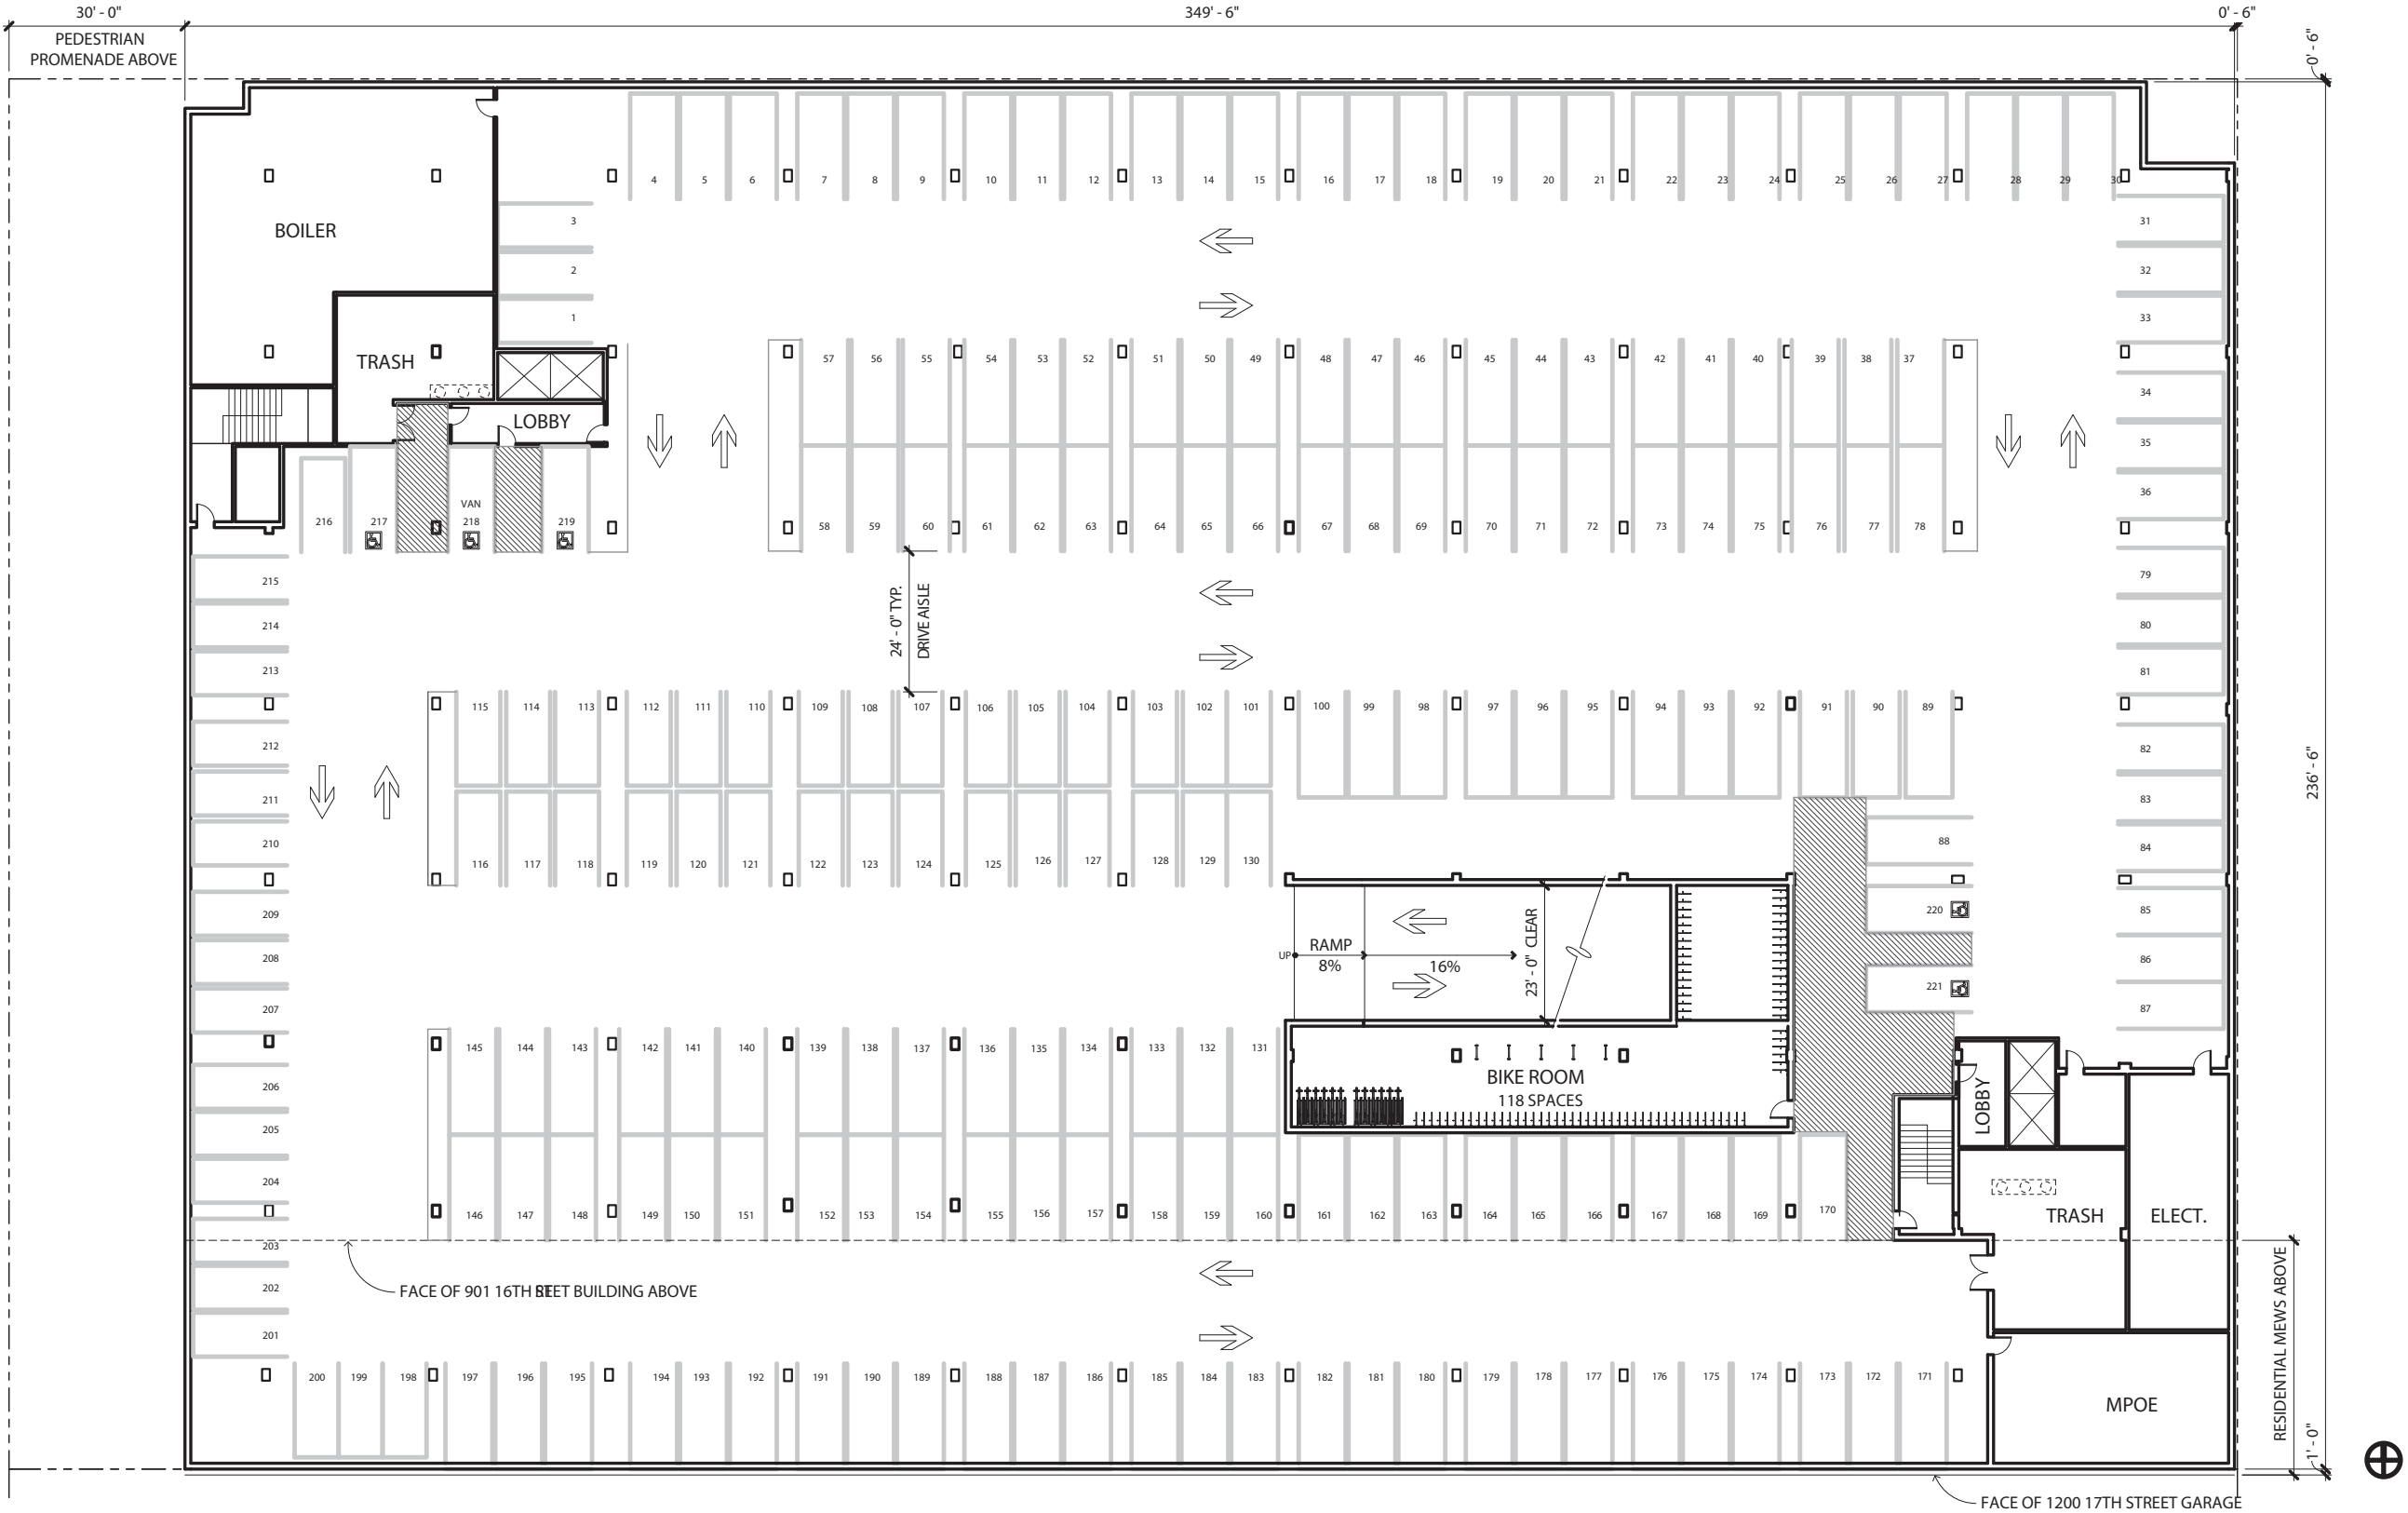 30' - 0"
349' - 6"
0' - 6"
PEDESTRIAN
PROMENADE ABOVE
0' - 6"
4 5 6 7 8 9 10 11 12 13 14 15 16 17 18 19 20 21 22 23 24 25 26 27 28 29 30
BOILER
3
2
1
31
32
33
TRASH
57 56 55 54 53 52 51 50 49 48 47 46 45 44 43 42 41 40 39 38 37
LOBBY
34
35
36
VAN
216 217 218 219
58 59 60 61 62 63 64 65 66 67 68 69 70 71 72 73 74 75 76 77 78
215
214
213
24' - 0" TYP.
DRIVE AISLE
79
80
81
115 114 113 112 111 110 109 108 107 106 105 104 103 102 101 100 99 98 97 96 95 94 93 92 91 90 89
212
211
210
82
83
84
236' - 6"
88
116 117 118 119 120 121 122 123 124 125 126 127 128 129 130
209
208
207
220
221
85
86
87
UP
RAMP
8%
16%
23' - 0" CLEAR
145 144 143 142 141 140 139 138 137 136 135 134 133 132 131
BIKE ROOM
118 SPACES
LOBBY
206
205
204
146 147 148 149 150 151 152 153 154 155 156 157 158 159 160 161 162 163 164 165 166 167 168 169 170
TRASH
ELECT.
203
202
201
FACE OF 901 16TH STREET BUILDING ABOVE
RESIDENTIAL MEWS ABOVE
200 199 198 197 196 195 194 193 192 191 190 189 188 187 186 185 184 183 182 181 180 179 178 177 176 175 174 173 172 171
MPOE
1' - 0"
FACE OF 1200 17TH STREET GARAGE